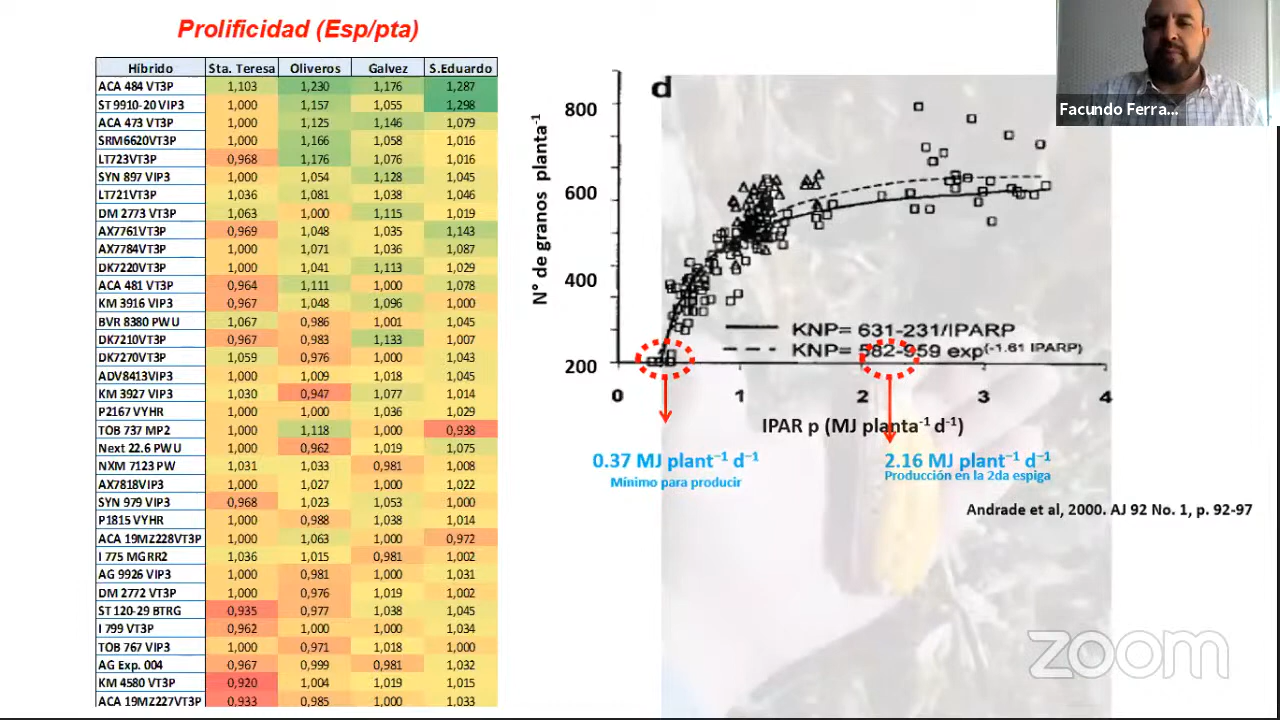 Prolificidad (Esp/pta)
Híbrido Sta. Teresa Oliveros Galvez S.Eduardo
ACA 484 VT3P 1,103 1,230 1,176 1,287
ST 9910-20 VIP3 1,000 1,157 1,055 1,298
ACA 473 VT3P 1,000 1,125 1,146 1,079
SRM6620VT3P 1,000 1,166 1,058 1,016
LT723VT3P 0,968 1,176 1,076 1,016
SYN 897 VIP3 1,000 1,054 1,128 1,045
LT721VT3P 1,036 1,081 1,038 1,046
DM 2773 VT3P 1,063 1,000 1,115 1,019
AX7761VT3P 0,969 1,048 1,035 1,143
AX7784VT3P 1,000 1,071 1,036 1,087
DK7220VT3P 1,000 1,041 1,113 1,029
ACA 481 VT3P 0,964 1,111 1,000 1,078
KM 3916 VIP3 0,967 1,048 1,096 1,000
BVR 8380 PWU 1,067 0,986 1,001 1,045
DK7210VT3P 0,967 0,983 1,133 1,007
DK7270VT3P 1,059 0,976 1,000 1,043
ADV8413VIP3 1,000 1,009 1,018 1,045
KM 3927 VIP3 1,030 0,947 1,077 1,014
P2167 VYHR 1,000 1,000 1,036 1,029
TOB 737 MP2 1,000 1,118 1,000 0,938
Next 22.6 PWU 1,000 0,962 1,019 1,075
NXM 7123 PW 1,031 1,033 0,981 1,008
AX7818VIP3 1,000 1,027 1,000 1,022
SYN 979 VIP3 0,968 1,023 1,053 1,000
P1815 VYHR 1,000 0,988 1,038 1,014
ACA 19MZ228VT3P 1,000 1,063 1,000 0,972
I 775 MGRR2 1,036 1,015 0,981 1,002
AG 9926 VIP3 1,000 0,981 1,000 1,031
DM 2772 VT3P 1,000 0,976 1,019 1,002
ST 120-29 BTRG 0,935 0,977 1,038 1,045
I 799 VT3P 0,962 1,000 1,000 1,034
TOB 767 VIP3 1,000 0,971 1,018 1,000
AG Exp. 004 0,967 0,999 0,981 1,032
KM 4580 VT3P 0,920 1,004 1,019 1,015
ACA 19MZ227VT3P 0,933 0,985 1,000 1,033
d
N° de granos planta⁻¹
800
600
400
200
KNP= 631-231/IPARP
KNP= 582-959 exp(-1.61 IPARP)
0 1 2 3 4
IPAR p (MJ planta⁻¹ d⁻¹)
0.37 MJ plant⁻¹ d⁻¹
Mínimo para producir
2.16 MJ plant⁻¹ d⁻¹
Producción en la 2da espiga
Andrade et al, 2000. AJ 92 No. 1, p. 92-97
Facundo Ferra...
zoom